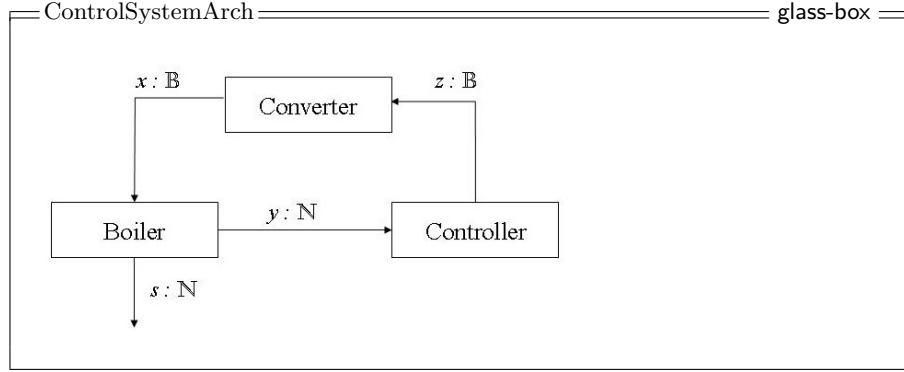 ControlSystemArch glass-box
x : 𝔹 z : 𝔹
Converter
y : ℕ
Boiler Controller
s : ℕ